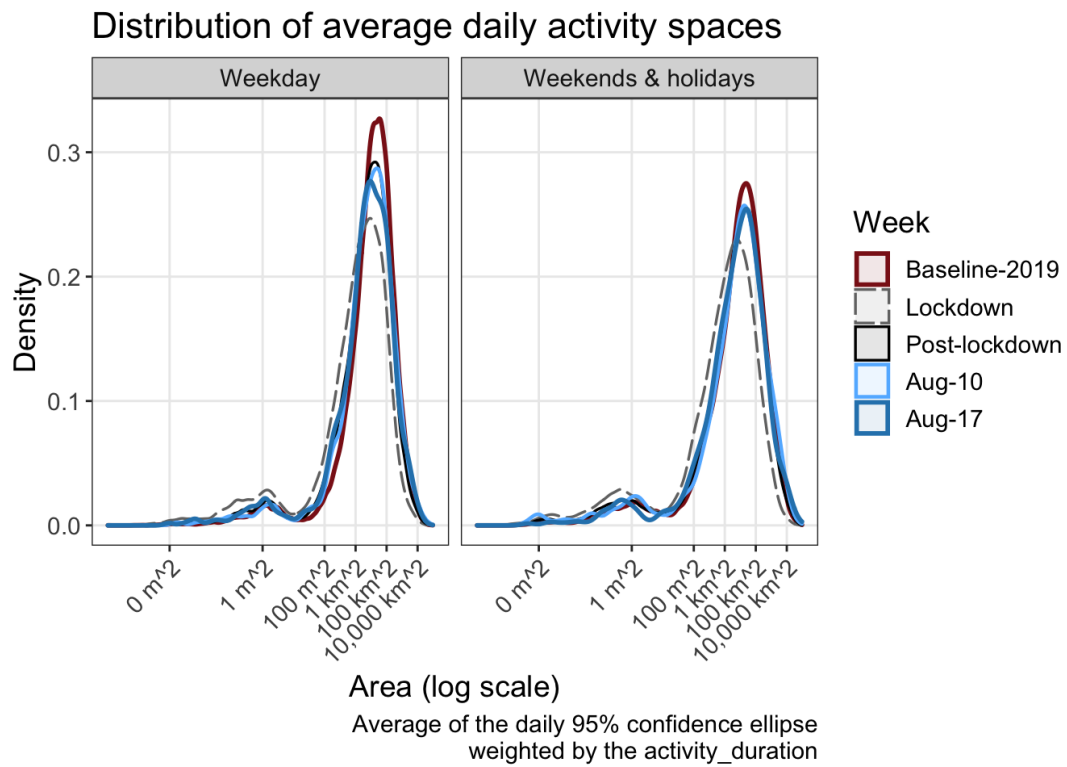 Distribution of average daily activity spaces
Weekday
Weekends & holidays
Density
0.3
0.2
0.1
0.0
0 m^2
1 m^2
100 m^2
1 km^2
100 km^2
10,000 km^2
0 m^2
1 m^2
100 m^2
1 km^2
100 km^2
10,000 km^2
Area (log scale)
Average of the daily 95% confidence ellipse
weighted by the activity_duration
Week
Baseline-2019
Lockdown
Post-lockdown
Aug-10
Aug-17